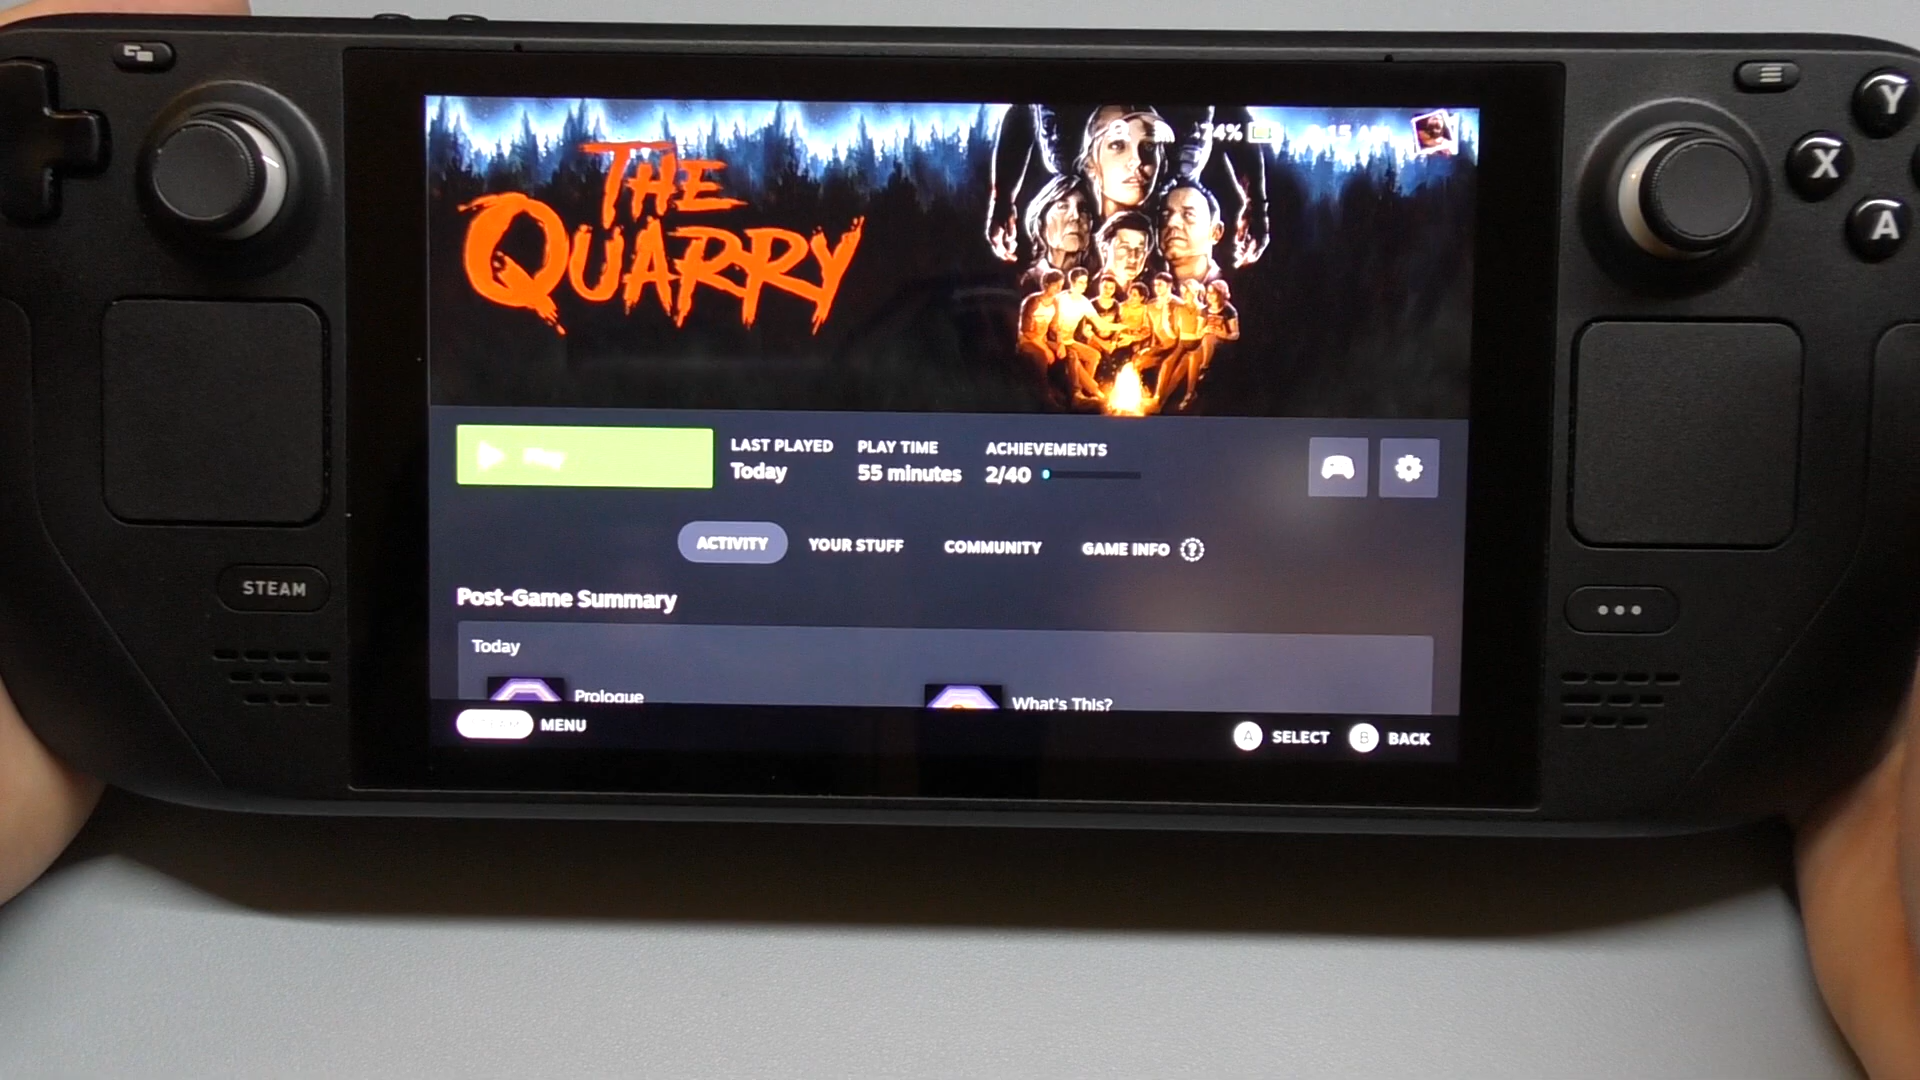 THE
QUARRY
Play
LAST PLAYED
Today
PLAY TIME
55 minutes
ACHIEVEMENTS
2/40
ACTIVITY
YOUR STUFF
COMMUNITY
GAME INFO
Post-Game Summary
Today
Prologue
What's This?
MENU
A SELECT
B BACK
STEAM
Y
X
A